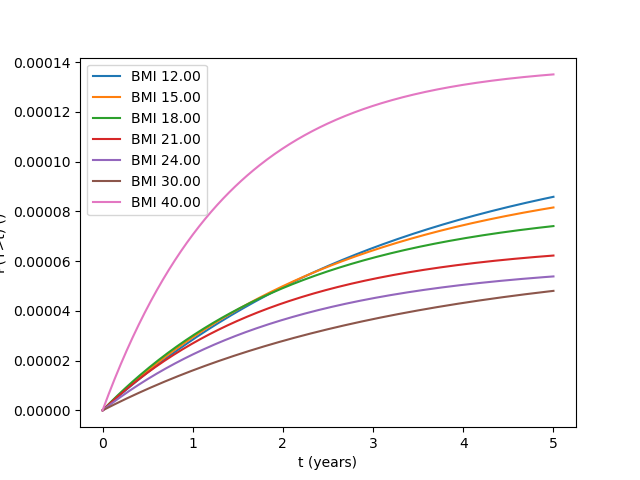 0.00014
0.00012
0.00010
0.00008
0.00006
0.00004
0.00002
0.00000
BMI 12.00
BMI 15.00
BMI 18.00
BMI 21.00
BMI 24.00
BMI 30.00
BMI 40.00
0 1 2 3 4 5
t (years)